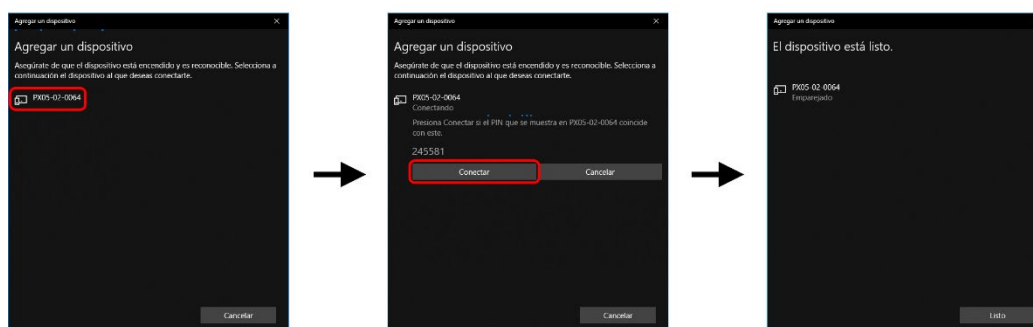 Agregar un dispositivo
Agregar un dispositivo
Asegúrate de que el dispositivo está encendido y es reconocible. Selecciona a
continuación el dispositivo al que deseas conectarte.
PX05-02-0064
Cancelar
Agregar un dispositivo
Agregar un dispositivo
Asegúrate de que el dispositivo está encendido y es reconocible. Selecciona a
continuación el dispositivo al que deseas conectarte.
PX05-02-0064
Conectando
Presiona Conectar si el PIN que se muestra en PX05-02-0064 coincide
con este.
245581
Conectar
Cancelar
Cancelar
Agregar un dispositivo
El dispositivo está listo.
PX05-02-0064
Emparejado
Listo